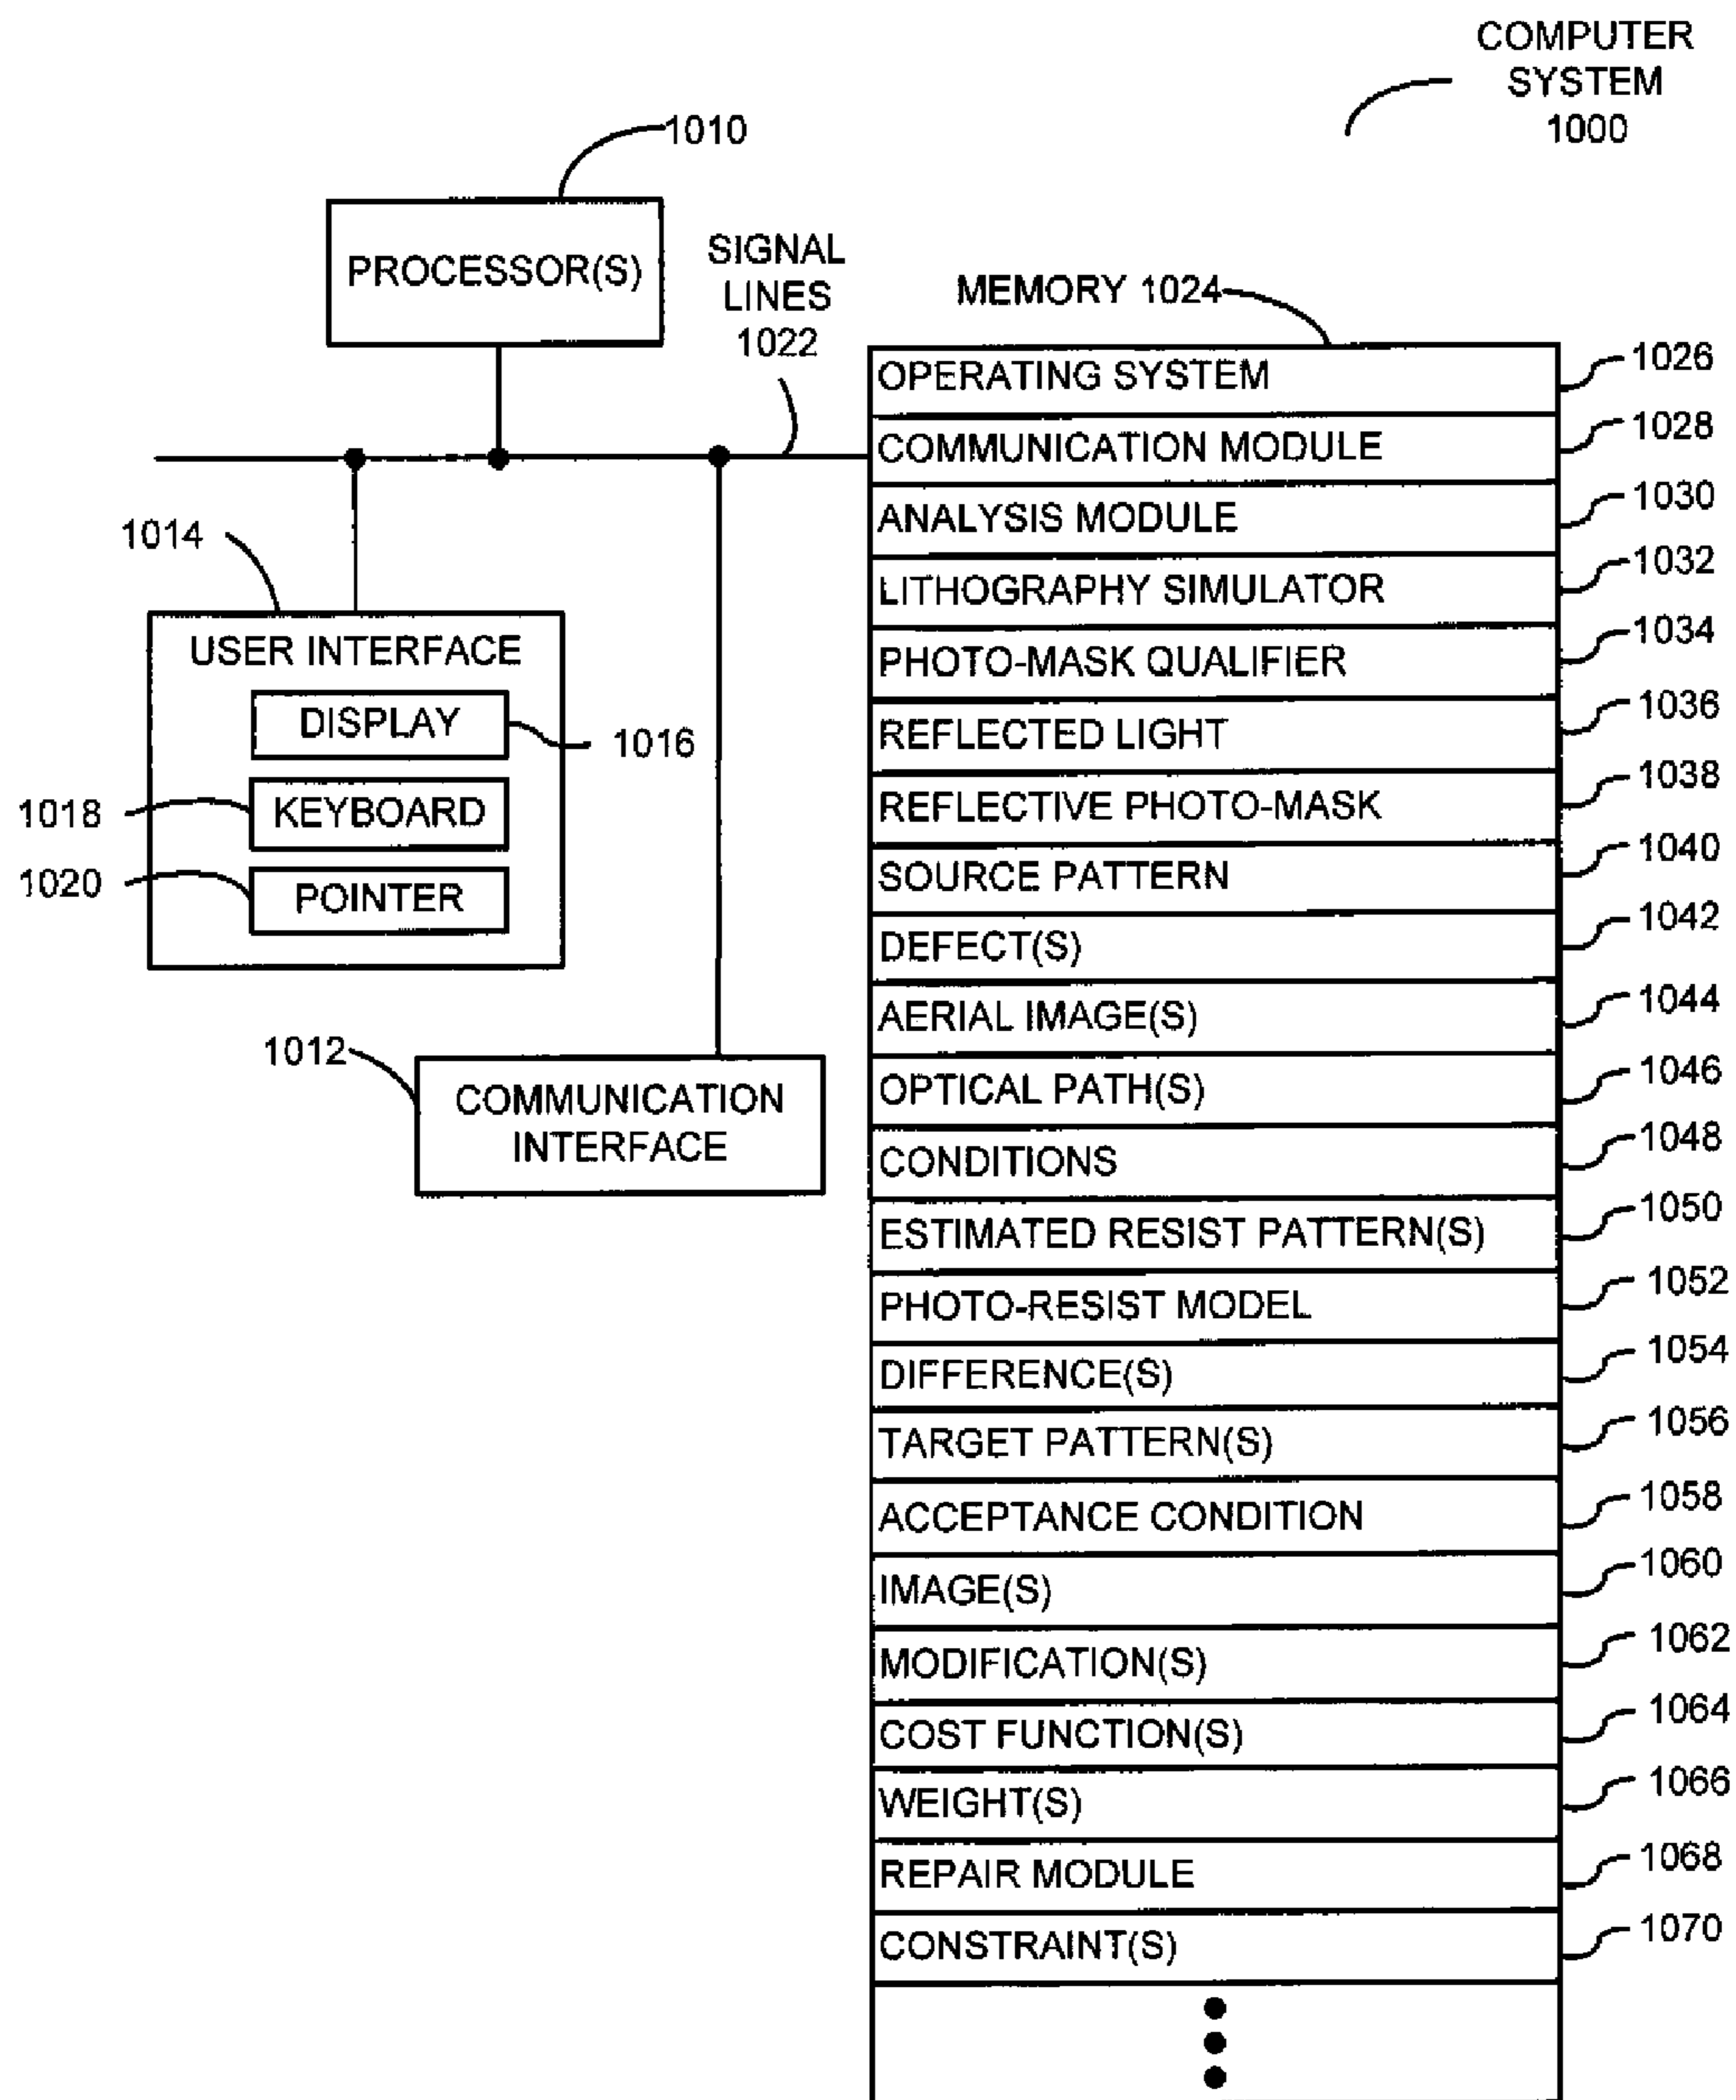 COMPUTER
SYSTEM
1000
1010
PROCESSOR(S)
SIGNAL
LINES
1022
1014
USER INTERFACE
DISPLAY
1016
1018
KEYBOARD
1020
POINTER
1012
COMMUNICATION
INTERFACE
MEMORY 1024
OPERATING SYSTEM
1026
COMMUNICATION MODULE
1028
ANALYSIS MODULE
1030
LITHOGRAPHY SIMULATOR
1032
PHOTO-MASK QUALIFIER
1034
REFLECTED LIGHT
1036
REFLECTIVE PHOTO-MASK
1038
SOURCE PATTERN
1040
DEFECT(S)
1042
AERIAL IMAGE(S)
1044
OPTICAL PATH(S)
1046
CONDITIONS
1048
ESTIMATED RESIST PATTERN(S)
1050
PHOTO-RESIST MODEL
1052
DIFFERENCE(S)
1054
TARGET PATTERN(S)
1056
ACCEPTANCE CONDITION
1058
IMAGE(S)
1060
MODIFICATION(S)
1062
COST FUNCTION(S)
1064
WEIGHT(S)
1066
REPAIR MODULE
1068
CONSTRAINT(S)
1070